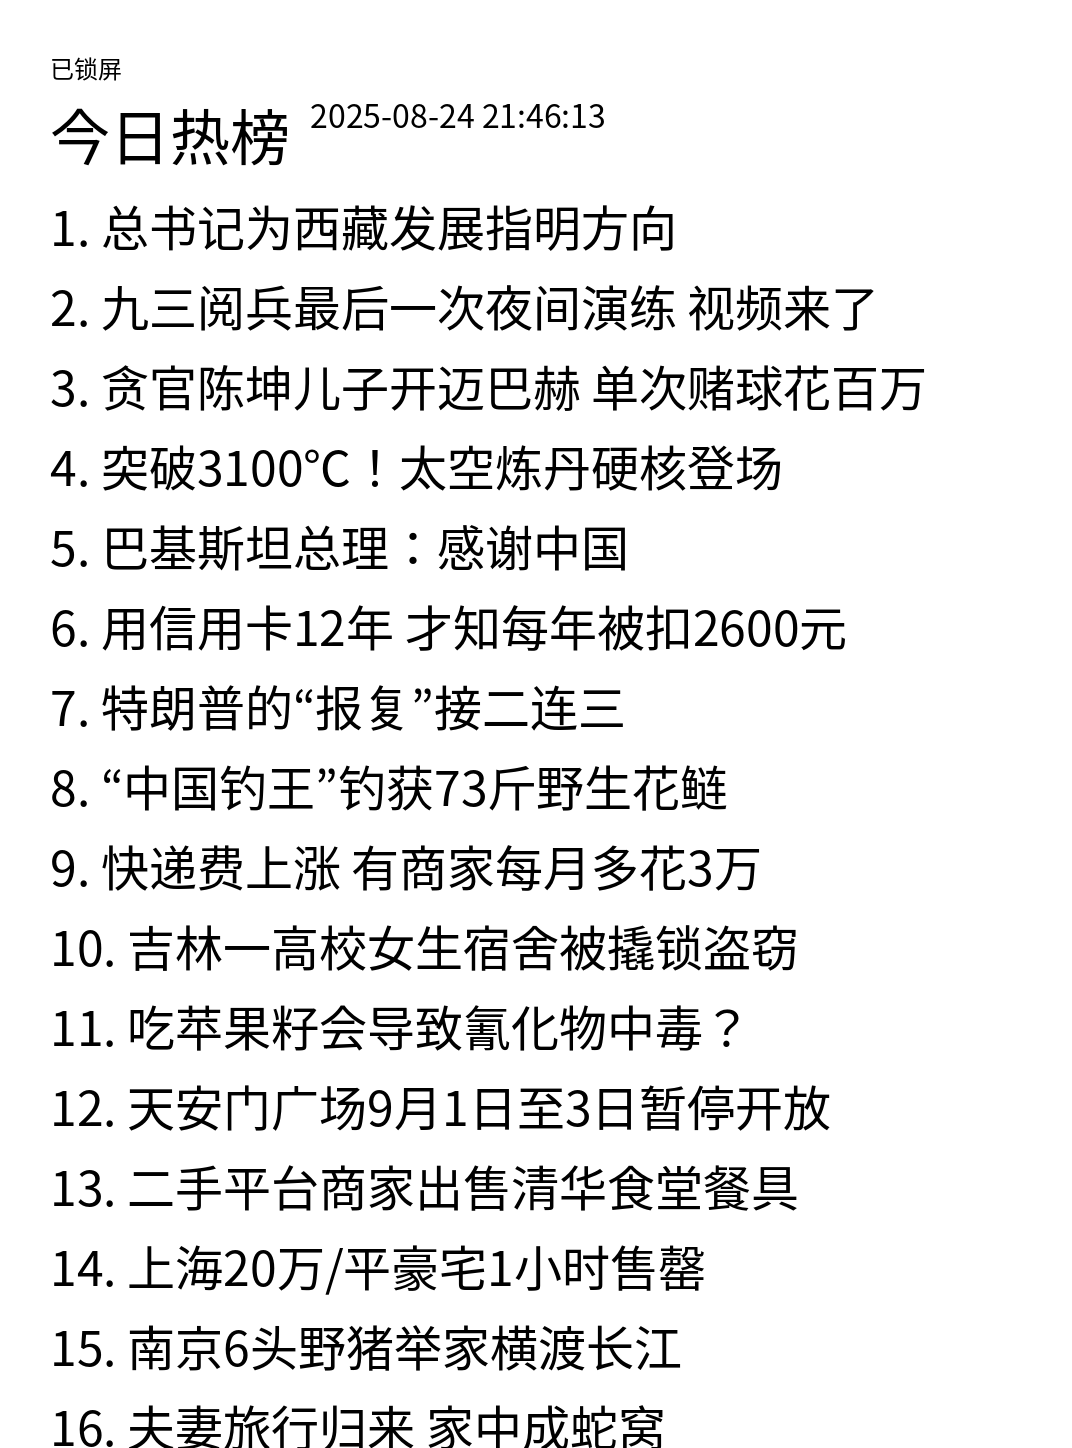 已锁屏
今日热榜 2025-08-24 21:46:13
1. 总书记为西藏发展指明方向
2. 九三阅兵最后一次夜间演练 视频来了
3. 贪官陈坤儿子开迈巴赫 单次赌球花百万
4. 突破3100℃！太空炼丹硬核登场
5. 巴基斯坦总理：感谢中国
6. 用信用卡12年 才知每年被扣2600元
7. 特朗普的“报复”接二连三
8. “中国钓王”钓获73斤野生花鲢
9. 快递费上涨 有商家每月多花3万
10. 吉林一高校女生宿舍被撬锁盗窃
11. 吃苹果籽会导致氰化物中毒？
12. 天安门广场9月1日至3日暂停开放
13. 二手平台商家出售清华食堂餐具
14. 上海20万/平豪宅1小时售罄
15. 南京6头野猪举家横渡长江
16. 夫妻旅行归来 家中成蛇窝